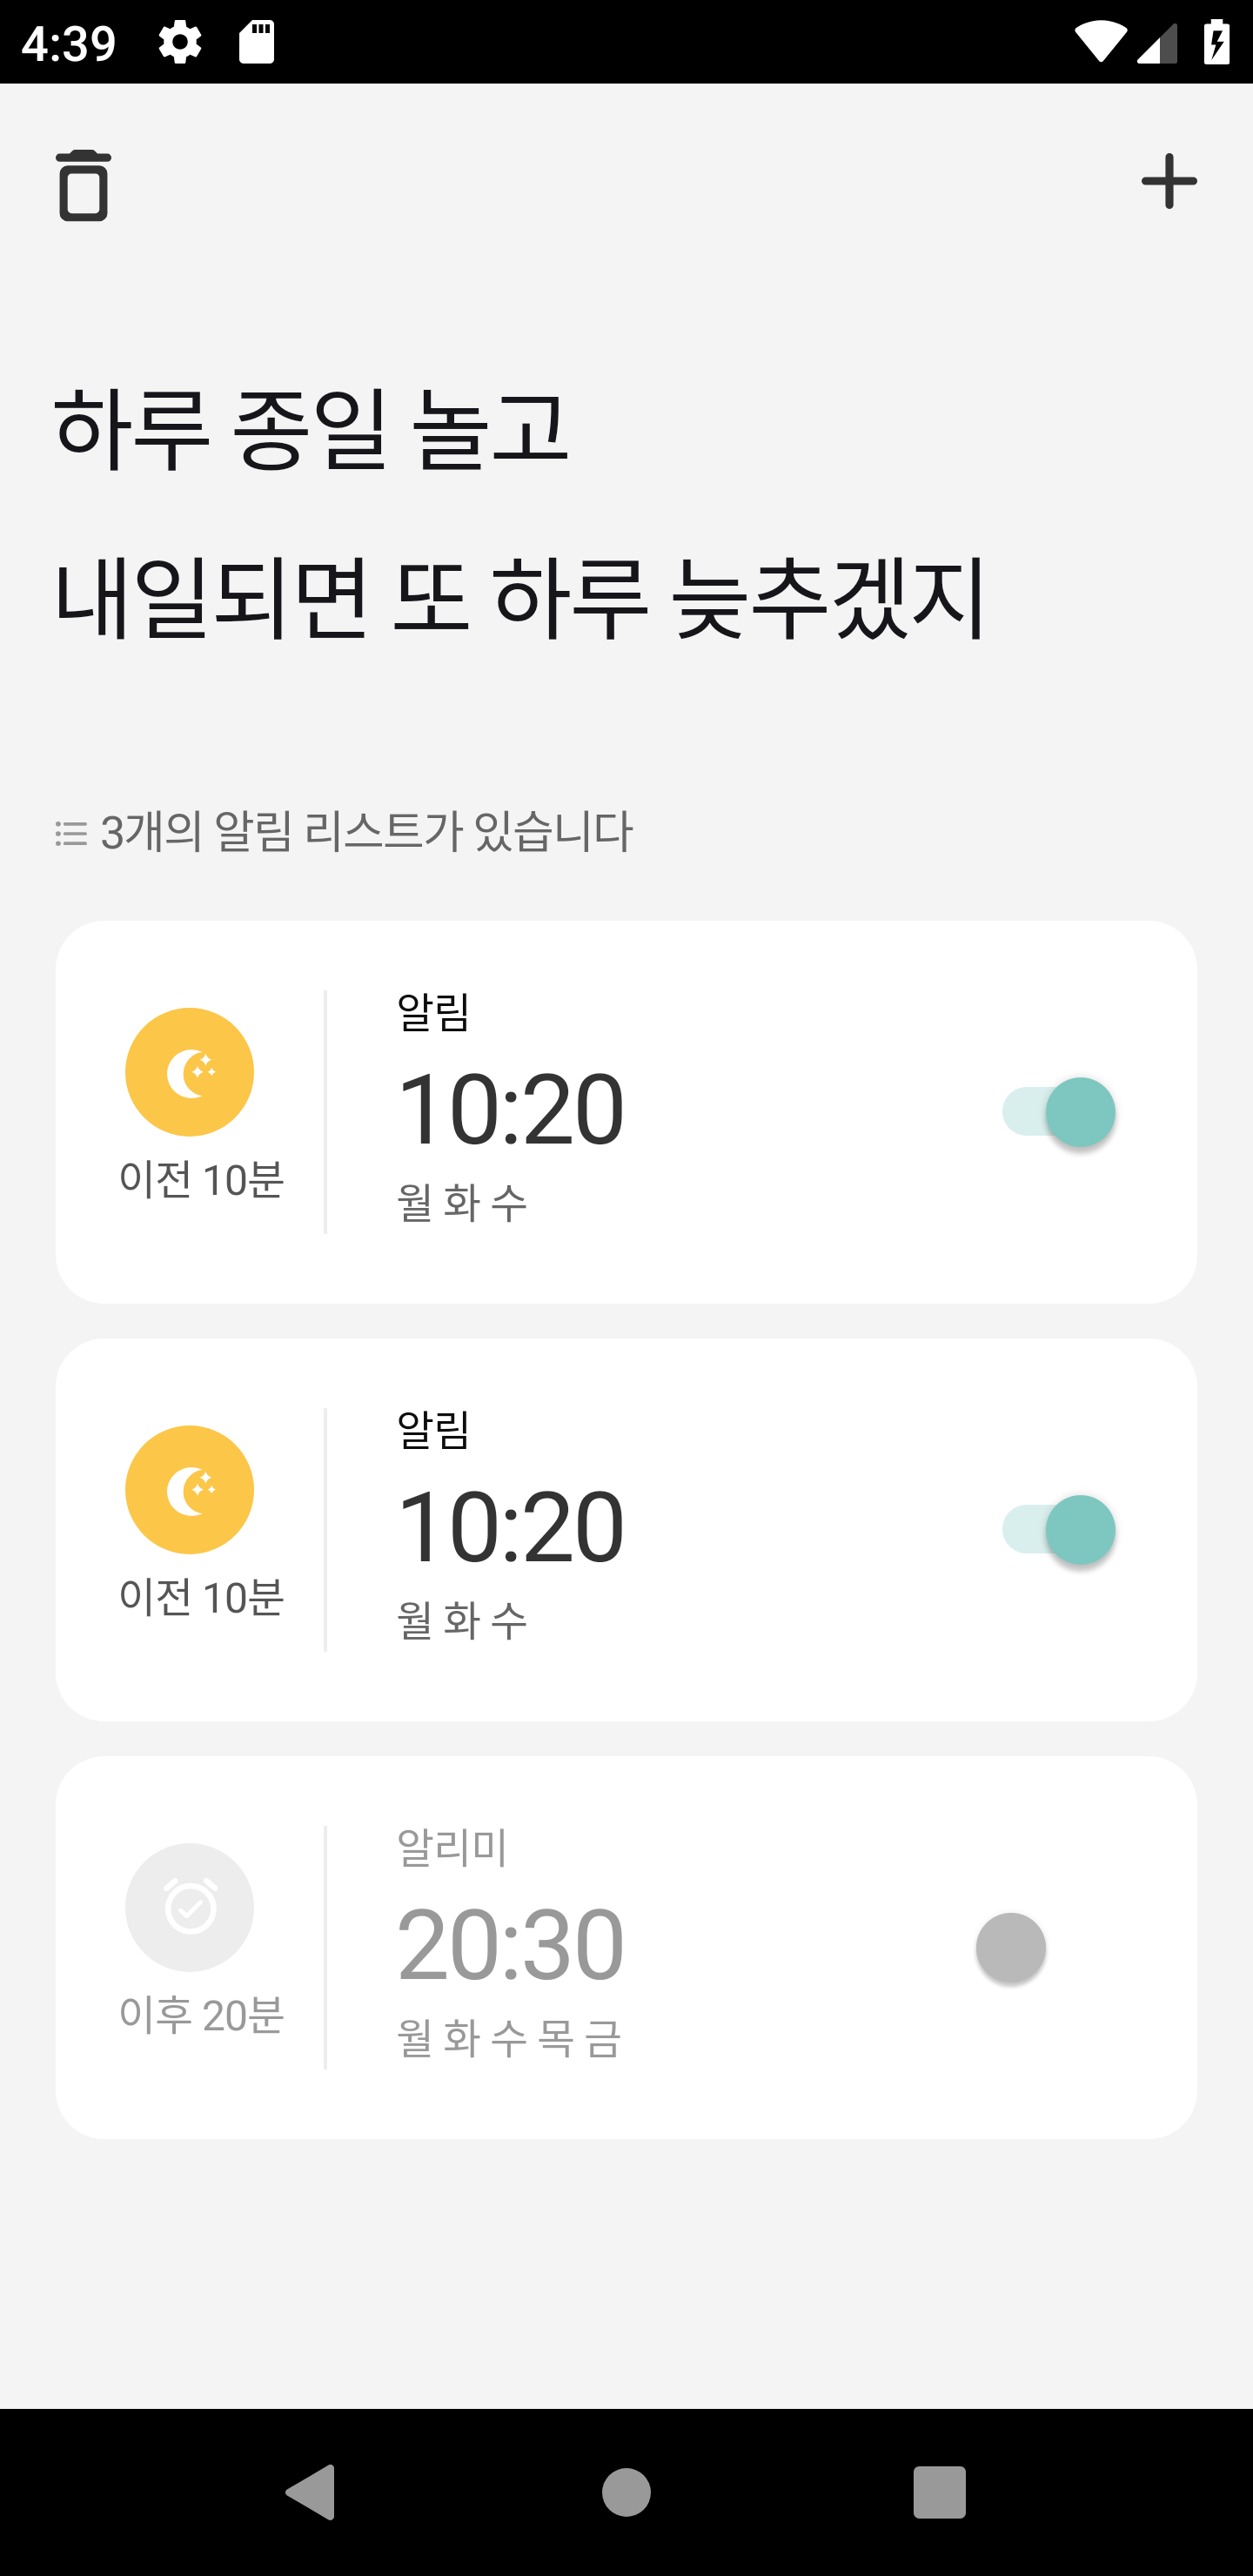 4:39
하루 종일 놀고
내일되면 또 하루 늦추겠지
3개의 알림 리스트가 있습니다
알림
10:20
이전 10분
월 화 수
알림
10:20
이전 10분
월 화 수
알리미
20:30
이후 20분
월 화 수 목 금